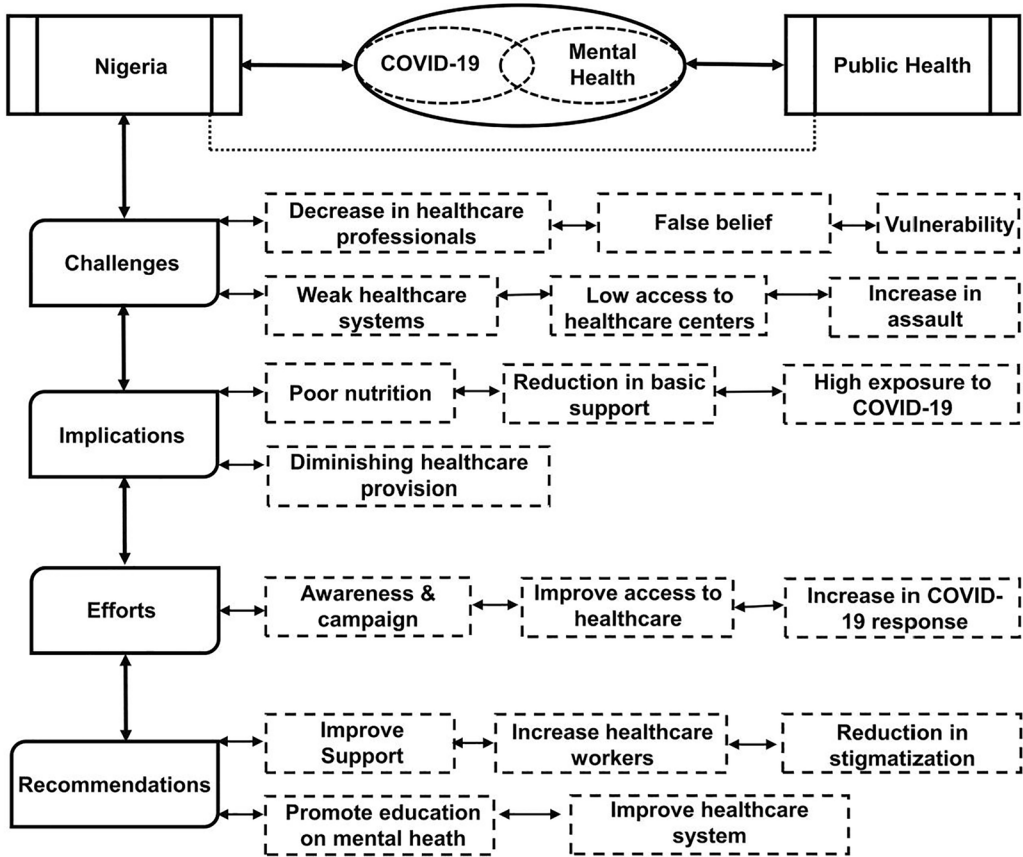 Nigeria
COVID-19
Mental
Health
Public Health
Challenges
Decrease in healthcare
professionals
False belief
Vulnerability
Weak healthcare
systems
Low access to
healthcare centers
Increase in
assault
Implications
Poor nutrition
Reduction in basic
support
High exposure to
COVID-19
Diminishing healthcare
provision
Efforts
Awareness &
campaign
Improve access to
healthcare
Increase in COVID-
19 response
Recommendations
Improve
Support
Increase healthcare
workers
Reduction in
stigmatization
Promote education
on mental heath
Improve healthcare
system